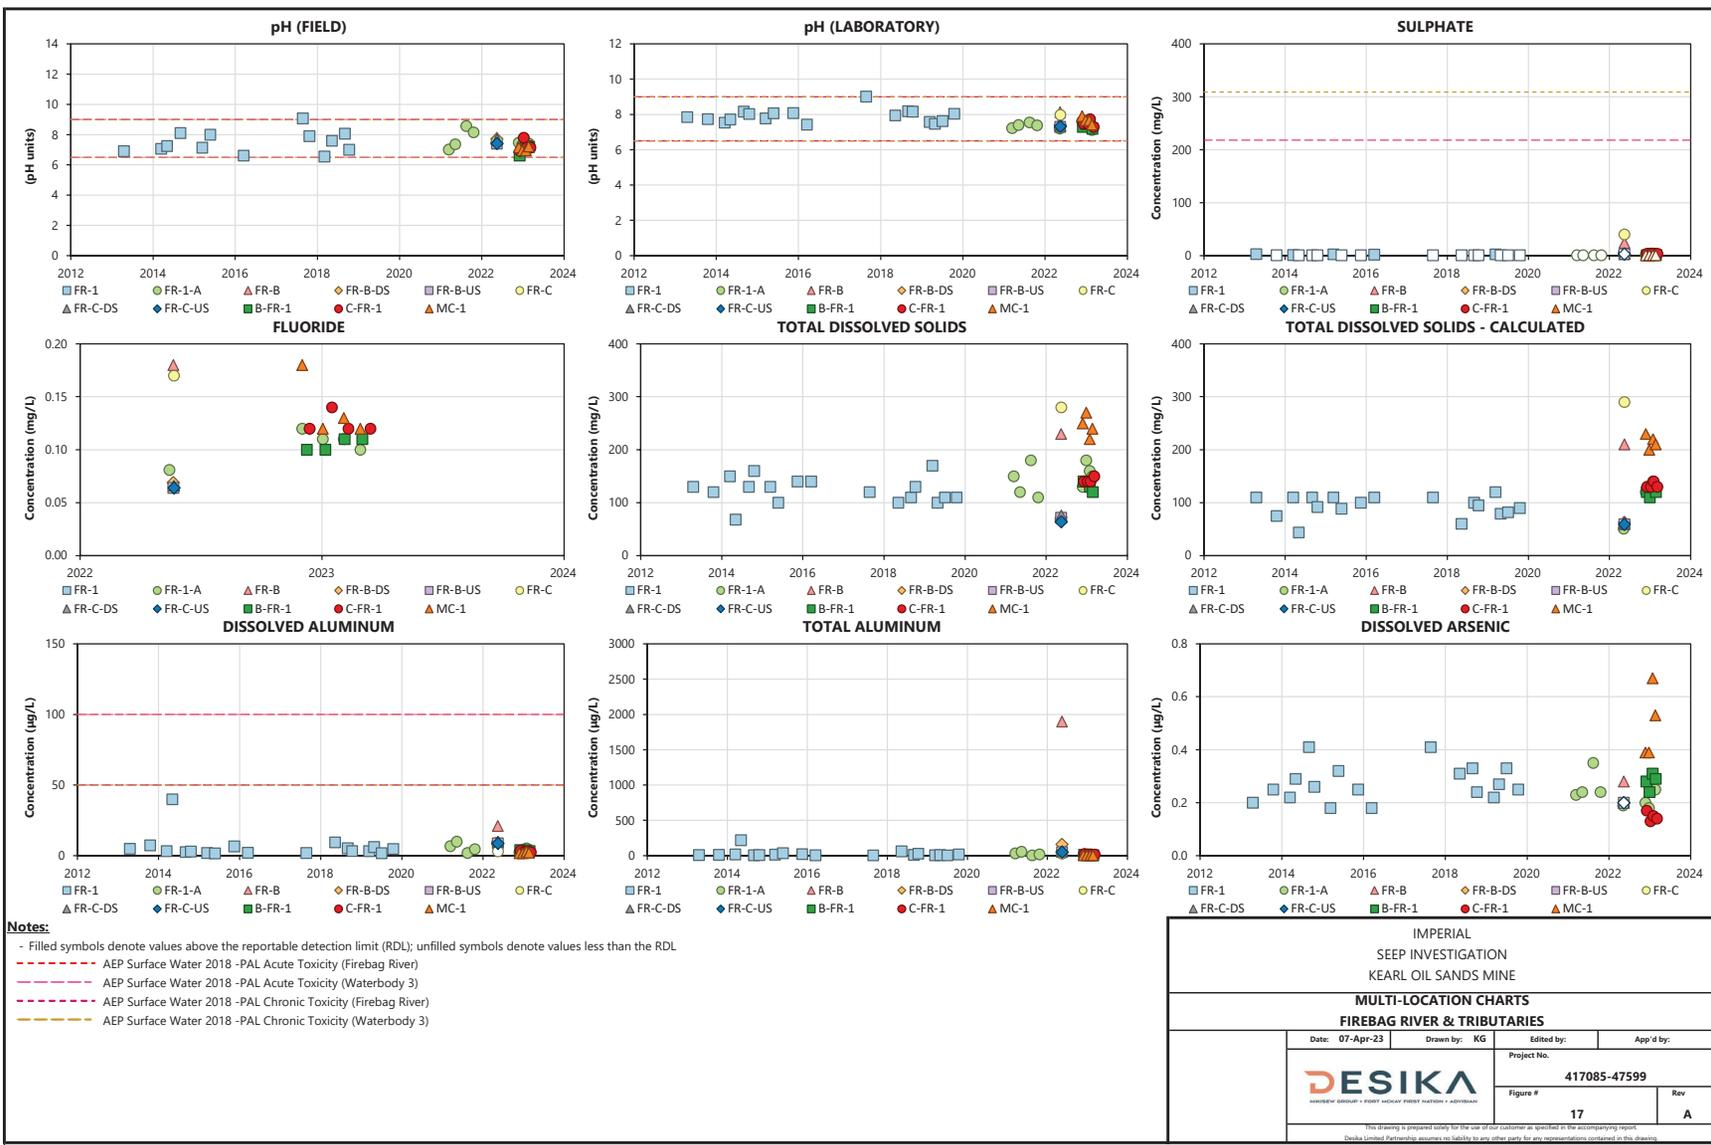 pH (FIELD)
14
12
10
8
6
4
2
0
(pH units)
2012 2014 2016 2018 2020 2022 2024
FR-1 FR-1-A FR-B FR-B-DS FR-B-US FR-C
FR-C-DS FR-C-US B-FR-1 C-FR-1 MC-1
pH (LABORATORY)
12
10
8
6
4
2
0
(pH units
2012 2014 2016 2018 2020 2022 2024
FR-1 FR-1-A FR-B FR-B-DS FR-B-US FR-C
FR-C-DS FR-C-US B-FR-1 C-FR-1 MC-1
SULPHATE
400
300
200
100
0
Concentration (mg/L)
2012 2014 2016 2018 2020 2022 2024
FR-1 FR-1-A FR-B FR-B-DS FR-B-US FR-C
FR-C-DS FR-C-US B-FR-1 C-FR-1 MC-1
FLUORIDE
0.20
0.15
0.10
0.05
0.00
Concentration (mg/L)
2022 2023 2024
FR-1 FR-1-A FR-B FR-B-DS FR-B-US FR-C
FR-C-DS FR-C-US B-FR-1 C-FR-1 MC-1
TOTAL DISSOLVED SOLIDS
400
300
200
100
0
Concentration (mg/L)
2012 2014 2016 2018 2020 2022 2024
FR-1 FR-1-A FR-B FR-B-DS FR-B-US FR-C
FR-C-DS FR-C-US B-FR-1 C-FR-1 MC-1
TOTAL DISSOLVED SOLIDS - CALCULATED
400
300
200
100
0
Concentration (mg/L)
2012 2014 2016 2018 2020 2022 2024
FR-1 FR-1-A FR-B FR-B-DS FR-B-US FR-C
FR-C-DS FR-C-US B-FR-1 C-FR-1 MC-1
DISSOLVED ALUMINUM
150
100
50
0
Concentration (µg/L)
2012 2014 2016 2018 2020 2022 2024
FR-1 FR-1-A FR-B FR-B-DS FR-B-US FR-C
FR-C-DS FR-C-US B-FR-1 C-FR-1 MC-1
TOTAL ALUMINUM
3000
2500
2000
1500
1000
500
0
Concentration (µg/L)
2012 2014 2016 2018 2020 2022 2024
FR-1 FR-1-A FR-B FR-B-DS FR-B-US FR-C
FR-C-DS FR-C-US B-FR-1 C-FR-1 MC-1
DISSOLVED ARSENIC
0.8
0.6
0.4
0.2
0.0
Concentration (µg/L)
2012 2014 2016 2018 2020 2022 2024
FR-1 FR-1-A FR-B FR-B-DS FR-B-US FR-C
FR-C-DS FR-C-US B-FR-1 C-FR-1 MC-1
Notes:
- Filled symbols denote values above the reportable detection limit (RDL); unfilled symbols denote values less than the RDL
AEP Surface Water 2018 -PAL Acute Toxicity (Firebag River)
AEP Surface Water 2018 -PAL Acute Toxicity (Waterbody 3)
AEP Surface Water 2018 -PAL Chronic Toxicity (Firebag River)
AEP Surface Water 2018 -PAL Chronic Toxicity (Waterbody 3)
IMPERIAL
SEEP INVESTIGATION
KEARL OIL SANDS MINE
MULTI-LOCATION CHARTS
FIREBAG RIVER & TRIBUTARIES
Date: 07-Apr-23 Drawn by: KG Edited by: App'd by:
DESIKA
MIKISEW GROUP • FORT MCKAY FIRST NATION • ADVISIAN
Project No.
417085-47599
Figure # Rev
17 A
This drawing is prepared solely for the use of our customer as specified in the accompanying report.
Desika Limited Partnership assumes no liability to any other party for any representations contained in this drawing.